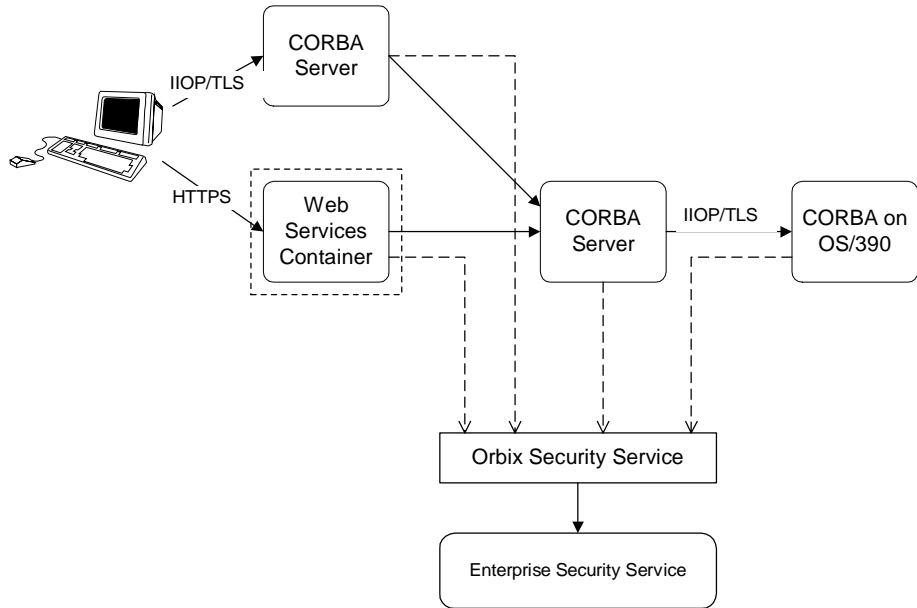 CORBA
Server
IIOP/TLS
HTTPS
Web
Services
Container
CORBA
Server
IIOP/TLS
CORBA on
OS/390
Orbix Security Service
Enterprise Security Service